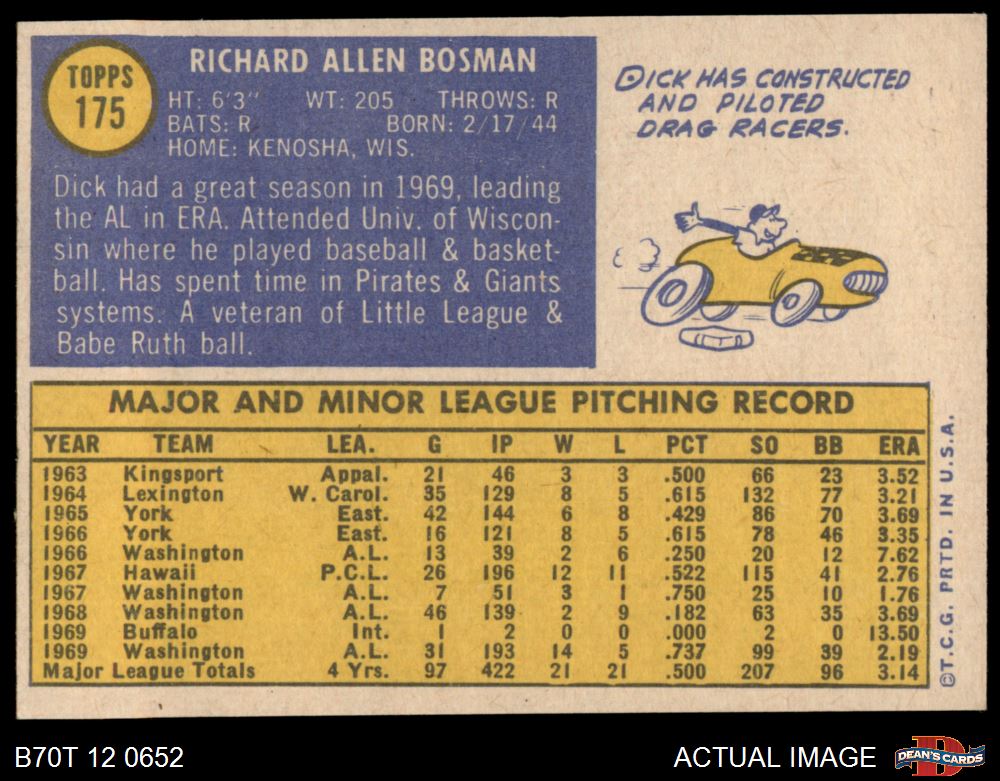 TOPPS
175
RICHARD ALLEN BOSMAN
HT: 6'3" WT: 205 THROWS: R
BATS: R BORN: 2/17/44
HOME: KENOSHA, WIS.
Dick had a great season in 1969, leading
the AL in ERA. Attended Univ. of Wiscon-
sin where he played baseball & basket-
ball. Has spent time in Pirates & Giants
systems. A veteran of Little League &
Babe Ruth ball.
DICK HAS CONSTRUCTED
AND PILOTED
DRAG RACERS.
MAJOR AND MINOR LEAGUE PITCHING RECORD
YEAR TEAM LEA. G IP W L PCT SO BB ERA
1963 Kingsport Appal. 21 46 3 3 .500 66 23 3.52
1964 Lexington W. Carol. 35 129 8 5 .615 132 77 3.21
1965 York East. 42 144 6 8 .429 86 70 3.69
1966 York East. 16 121 8 5 .615 78 46 3.35
1966 Washington A.L. 13 39 2 6 .250 20 12 7.62
1967 Hawaii P.C.L. 26 196 12 11 .522 115 41 2.76
1967 Washington A.L. 7 51 3 1 .750 25 10 1.76
1968 Washington A.L. 46 139 2 9 .182 63 35 3.69
1969 Buffalo Int. 1 2 0 0 .000 2 0 13.50
1969 Washington A.L. 31 193 14 5 .737 99 39 2.19
Major League Totals 4 Yrs. 97 422 21 21 .500 207 96 3.14
©T.C.G. PRTD. IN U.S.A.
B70T 12 0652
ACTUAL IMAGE
D
DEAN'S CARDS